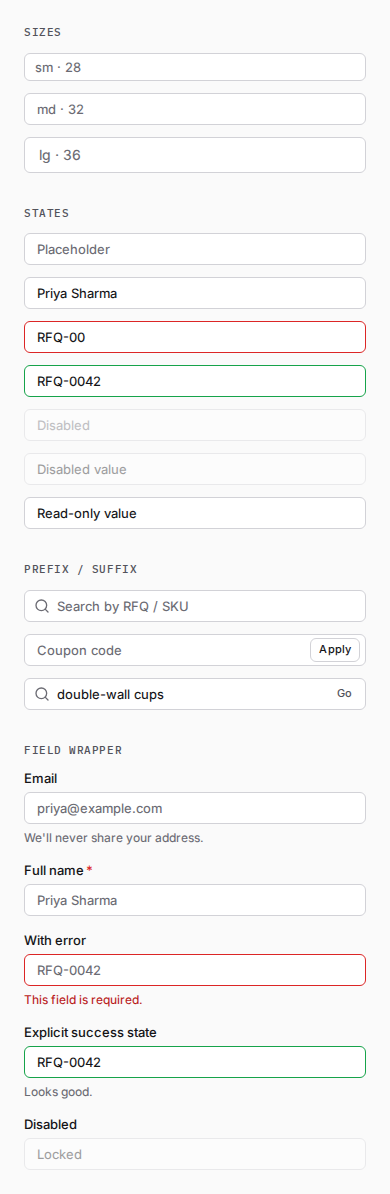 SIZES
sm · 28
md · 32
lg · 36
STATES
Placeholder
Priya Sharma
RFQ-00
RFQ-0042
Disabled
Disabled value
Read-only value
PREFIX / SUFFIX
Search by RFQ / SKU
Coupon code Apply
double-wall cups Go
FIELD WRAPPER
Email
priya@example.com
We'll never share your address.
Full name *
Priya Sharma
With error
RFQ-0042
This field is required.
Explicit success state
RFQ-0042
Looks good.
Disabled
Locked